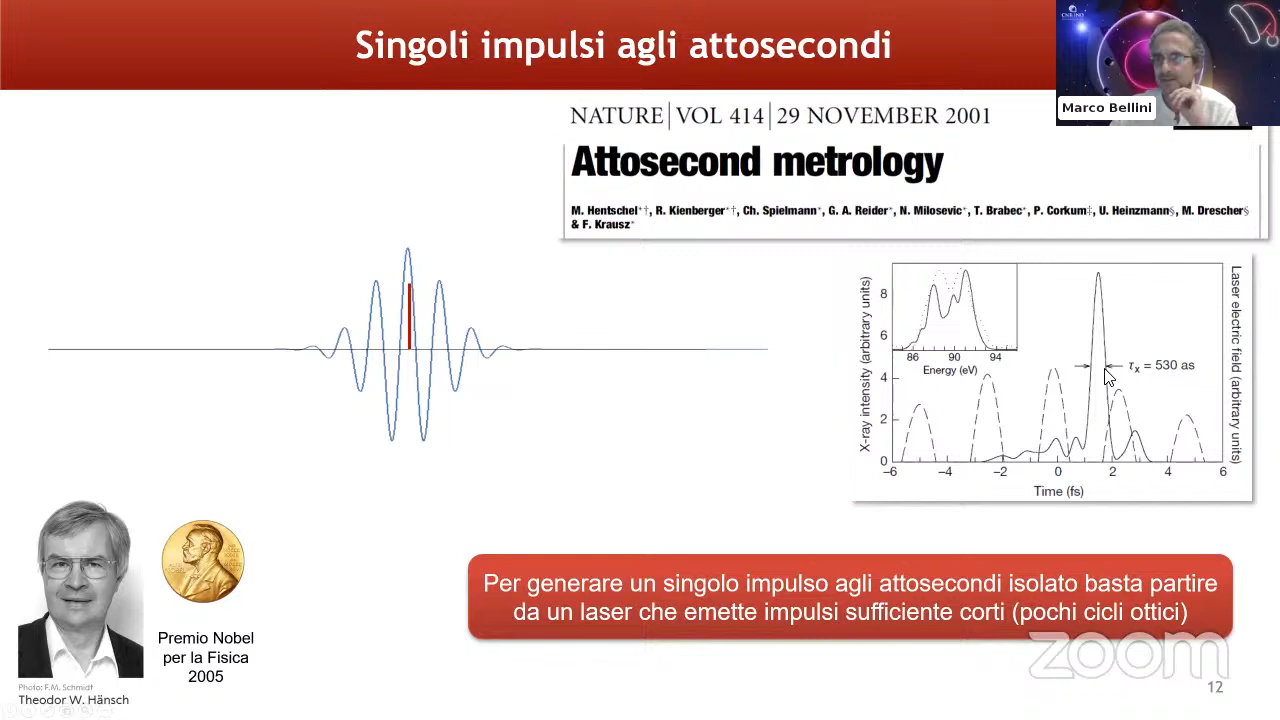 Singoli impulsi agli attosecondi
CNR-INO
Marco Bellini
NATURE | VOL 414 | 29 NOVEMBER 2001
Attosecond metrology
M. Hentschel*†, R. Kienberger*†, Ch. Spielmann*, G. A. Reider*, N. Milosevic*, T. Brabec*, P. Corkum‡, U. Heinzmann§, M. Drescher§
& F. Krausz*
X-ray intensity (arbitrary units)
8
6
4
2
0
86 90 94
Energy (eV)
τx = 530 as
Laser electric field (arbitrary units)
−6 −4 −2 0 2 4 6
Time (fs)
Per generare un singolo impulso agli attosecondi isolato basta partire
da un laser che emette impulsi sufficiente corti (pochi cicli ottici)
Premio Nobel
per la Fisica
2005
Photo: F.M. Schmidt
Theodor W. Hänsch
zoom
12